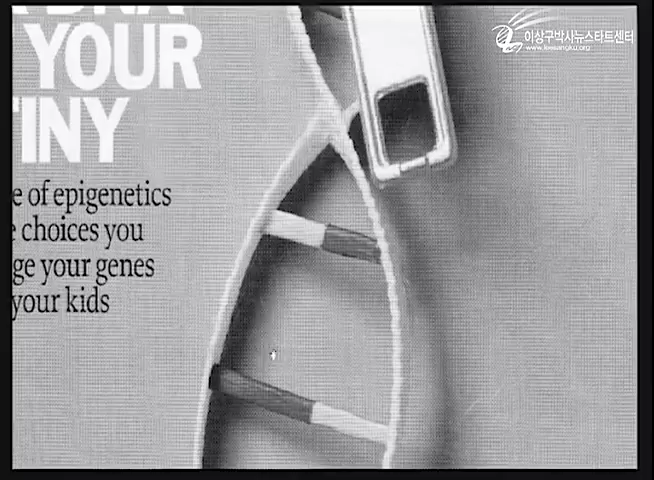 YOUR
TINY
e of epigenetics
e choices you
ge your genes
your kids
이상구박사뉴스타트센터
www.leesangku.org